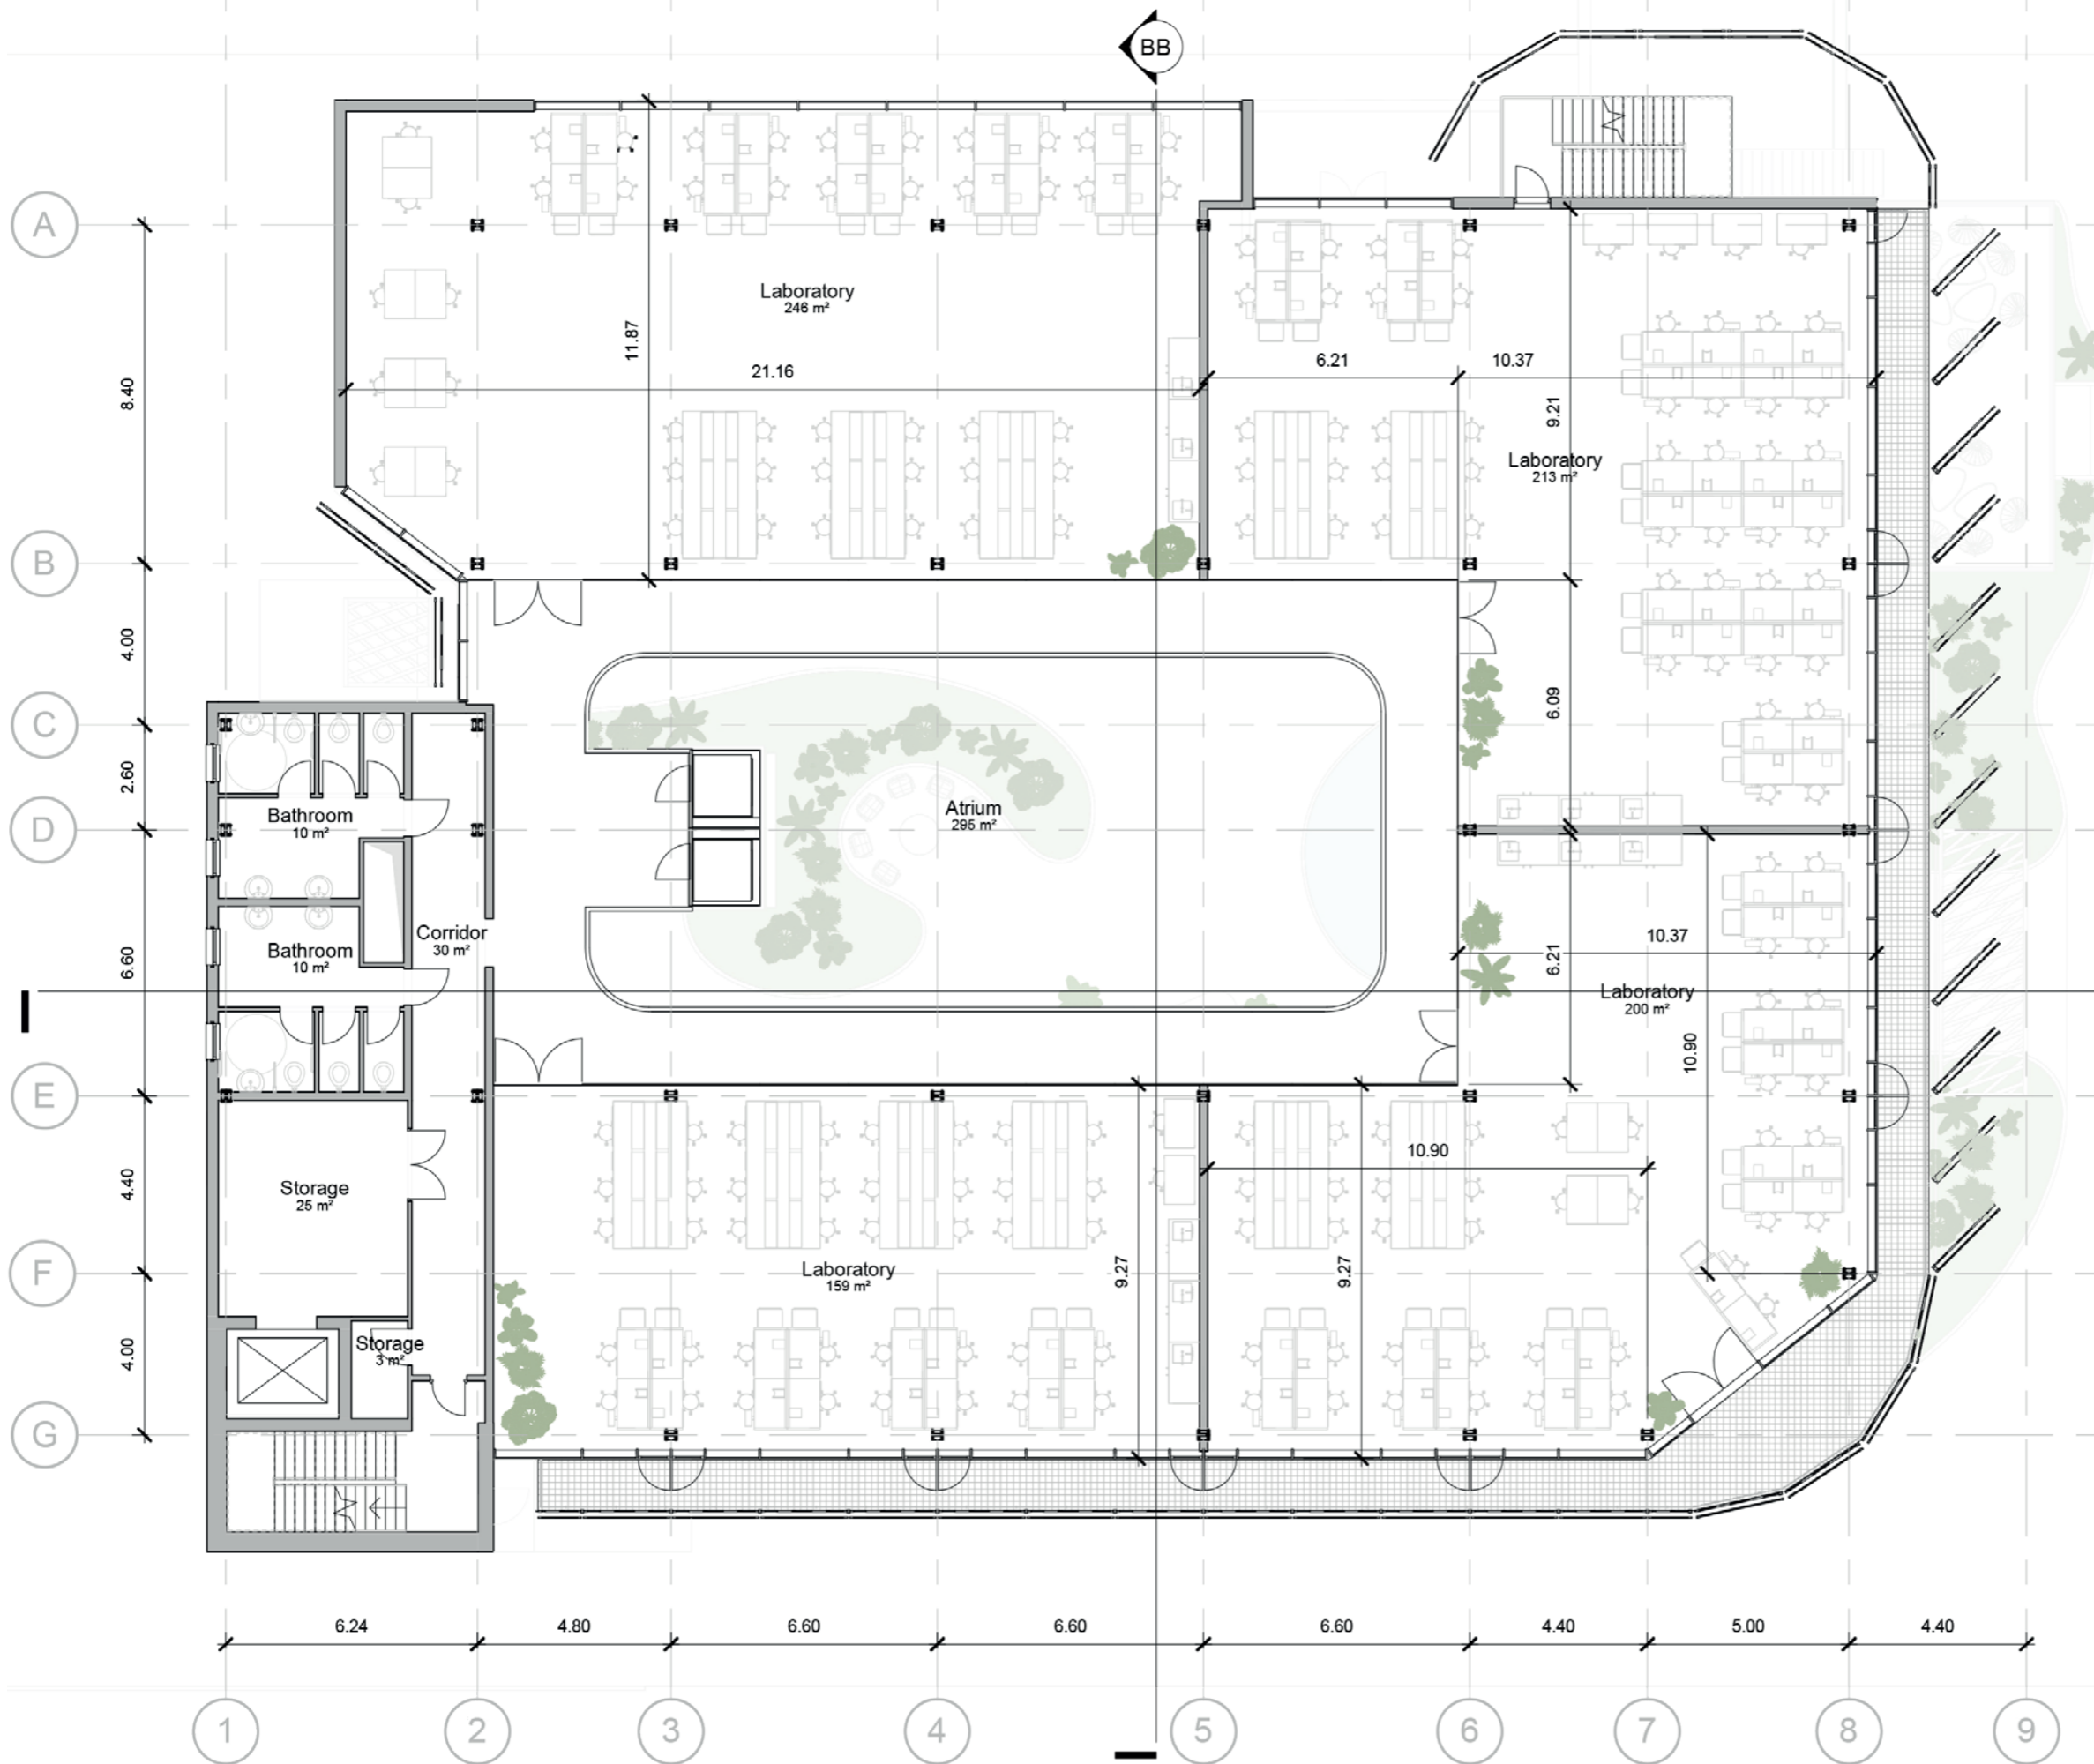 BB
A
Laboratory
246 m²
11.87
21.16
6.21
10.37
8.40
9.21
Laboratory
213 m²
B
4.00
6.09
C
2.60
Bathroom
10 m²
Atrium
295 m²
D
Corridor
30 m²
10.37
Bathroom
10 m²
6.60
6.21
Laboratory
200 m²
10.90
E
10.90
4.40
Storage
25 m²
F
Laboratory
159 m²
9.27
9.27
Storage
3 m²
4.00
G
6.24
4.80
6.60
6.60
6.60
4.40
5.00
4.40
1
2
3
4
5
6
7
8
9